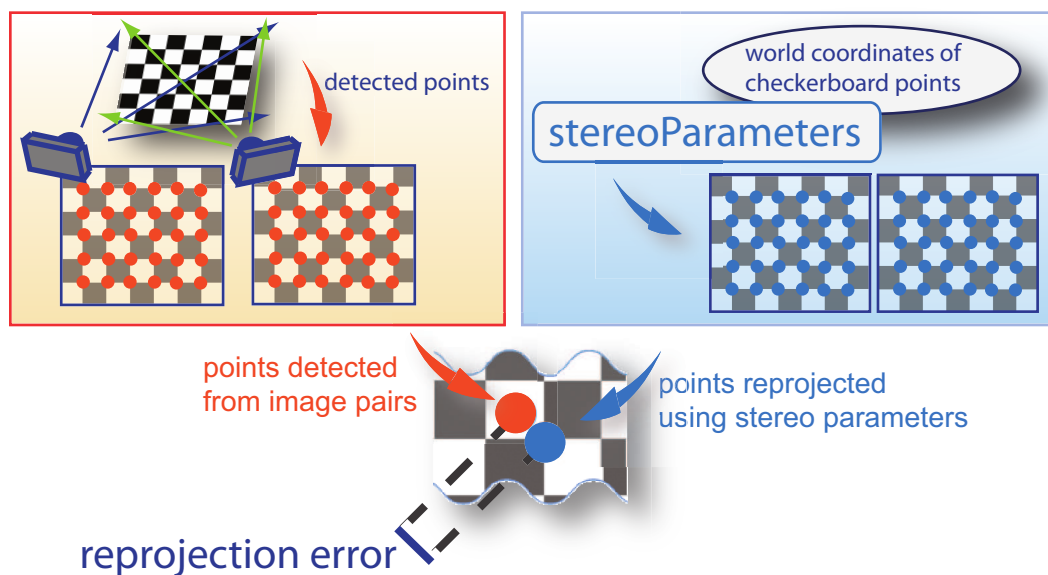 detected points
world coordinates of
checkerboard points
stereoParameters
points detected
from image pairs
points reprojected
using stereo parameters
reprojection error